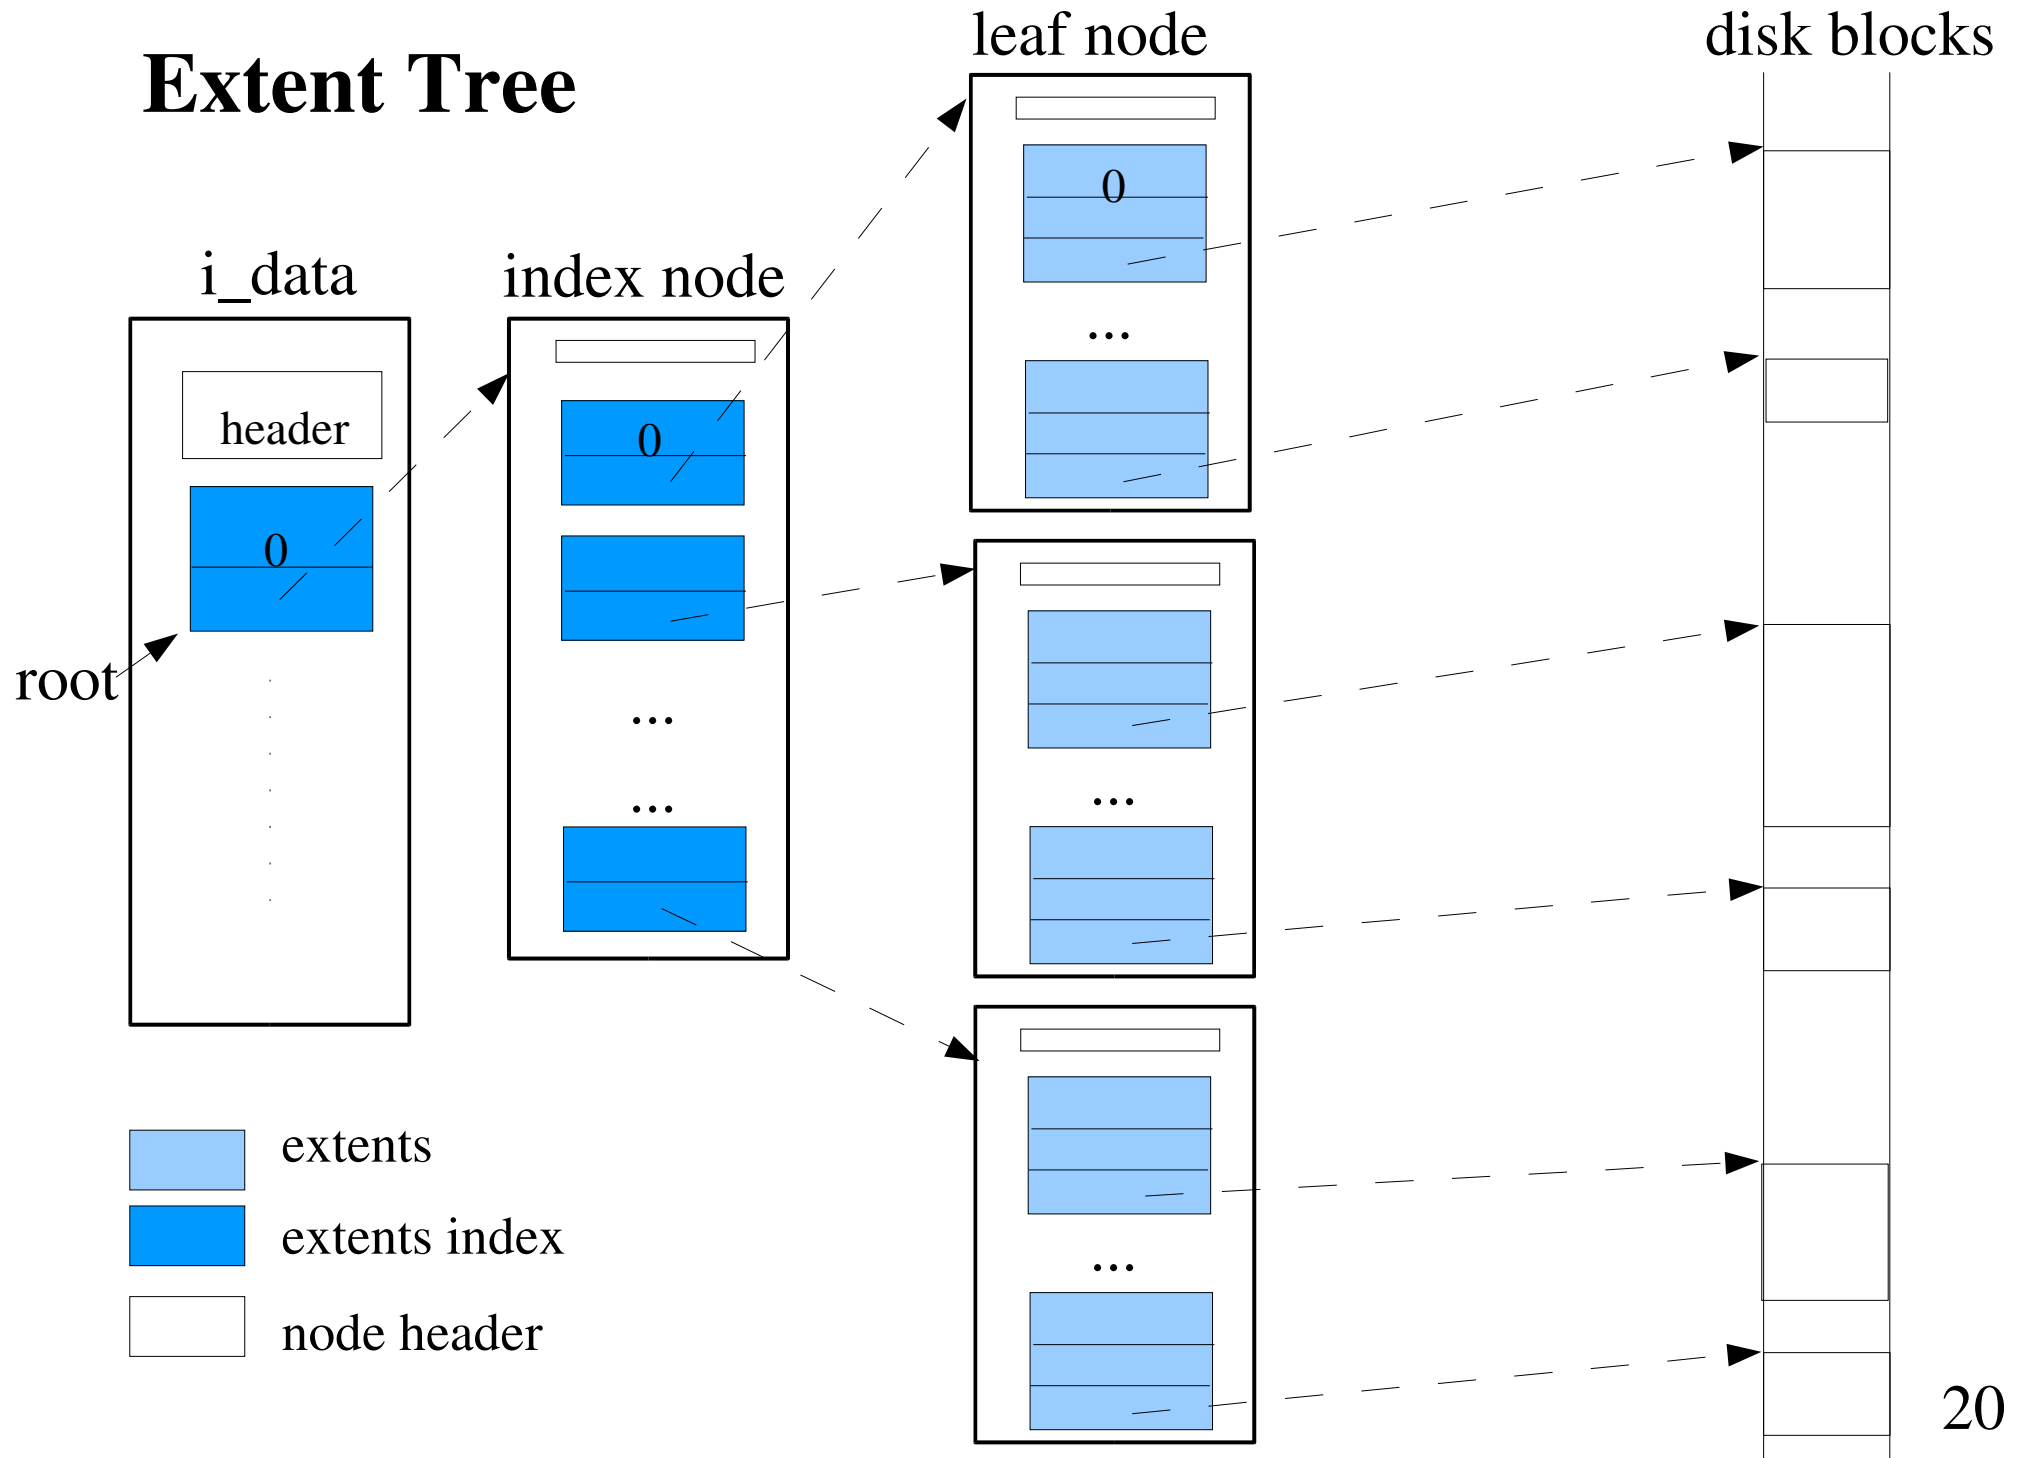 Extent Tree
leaf node
disk blocks
i_data
index node
header
0
0
0
...
root
...
...
...
...
extents
extents index
node header
20